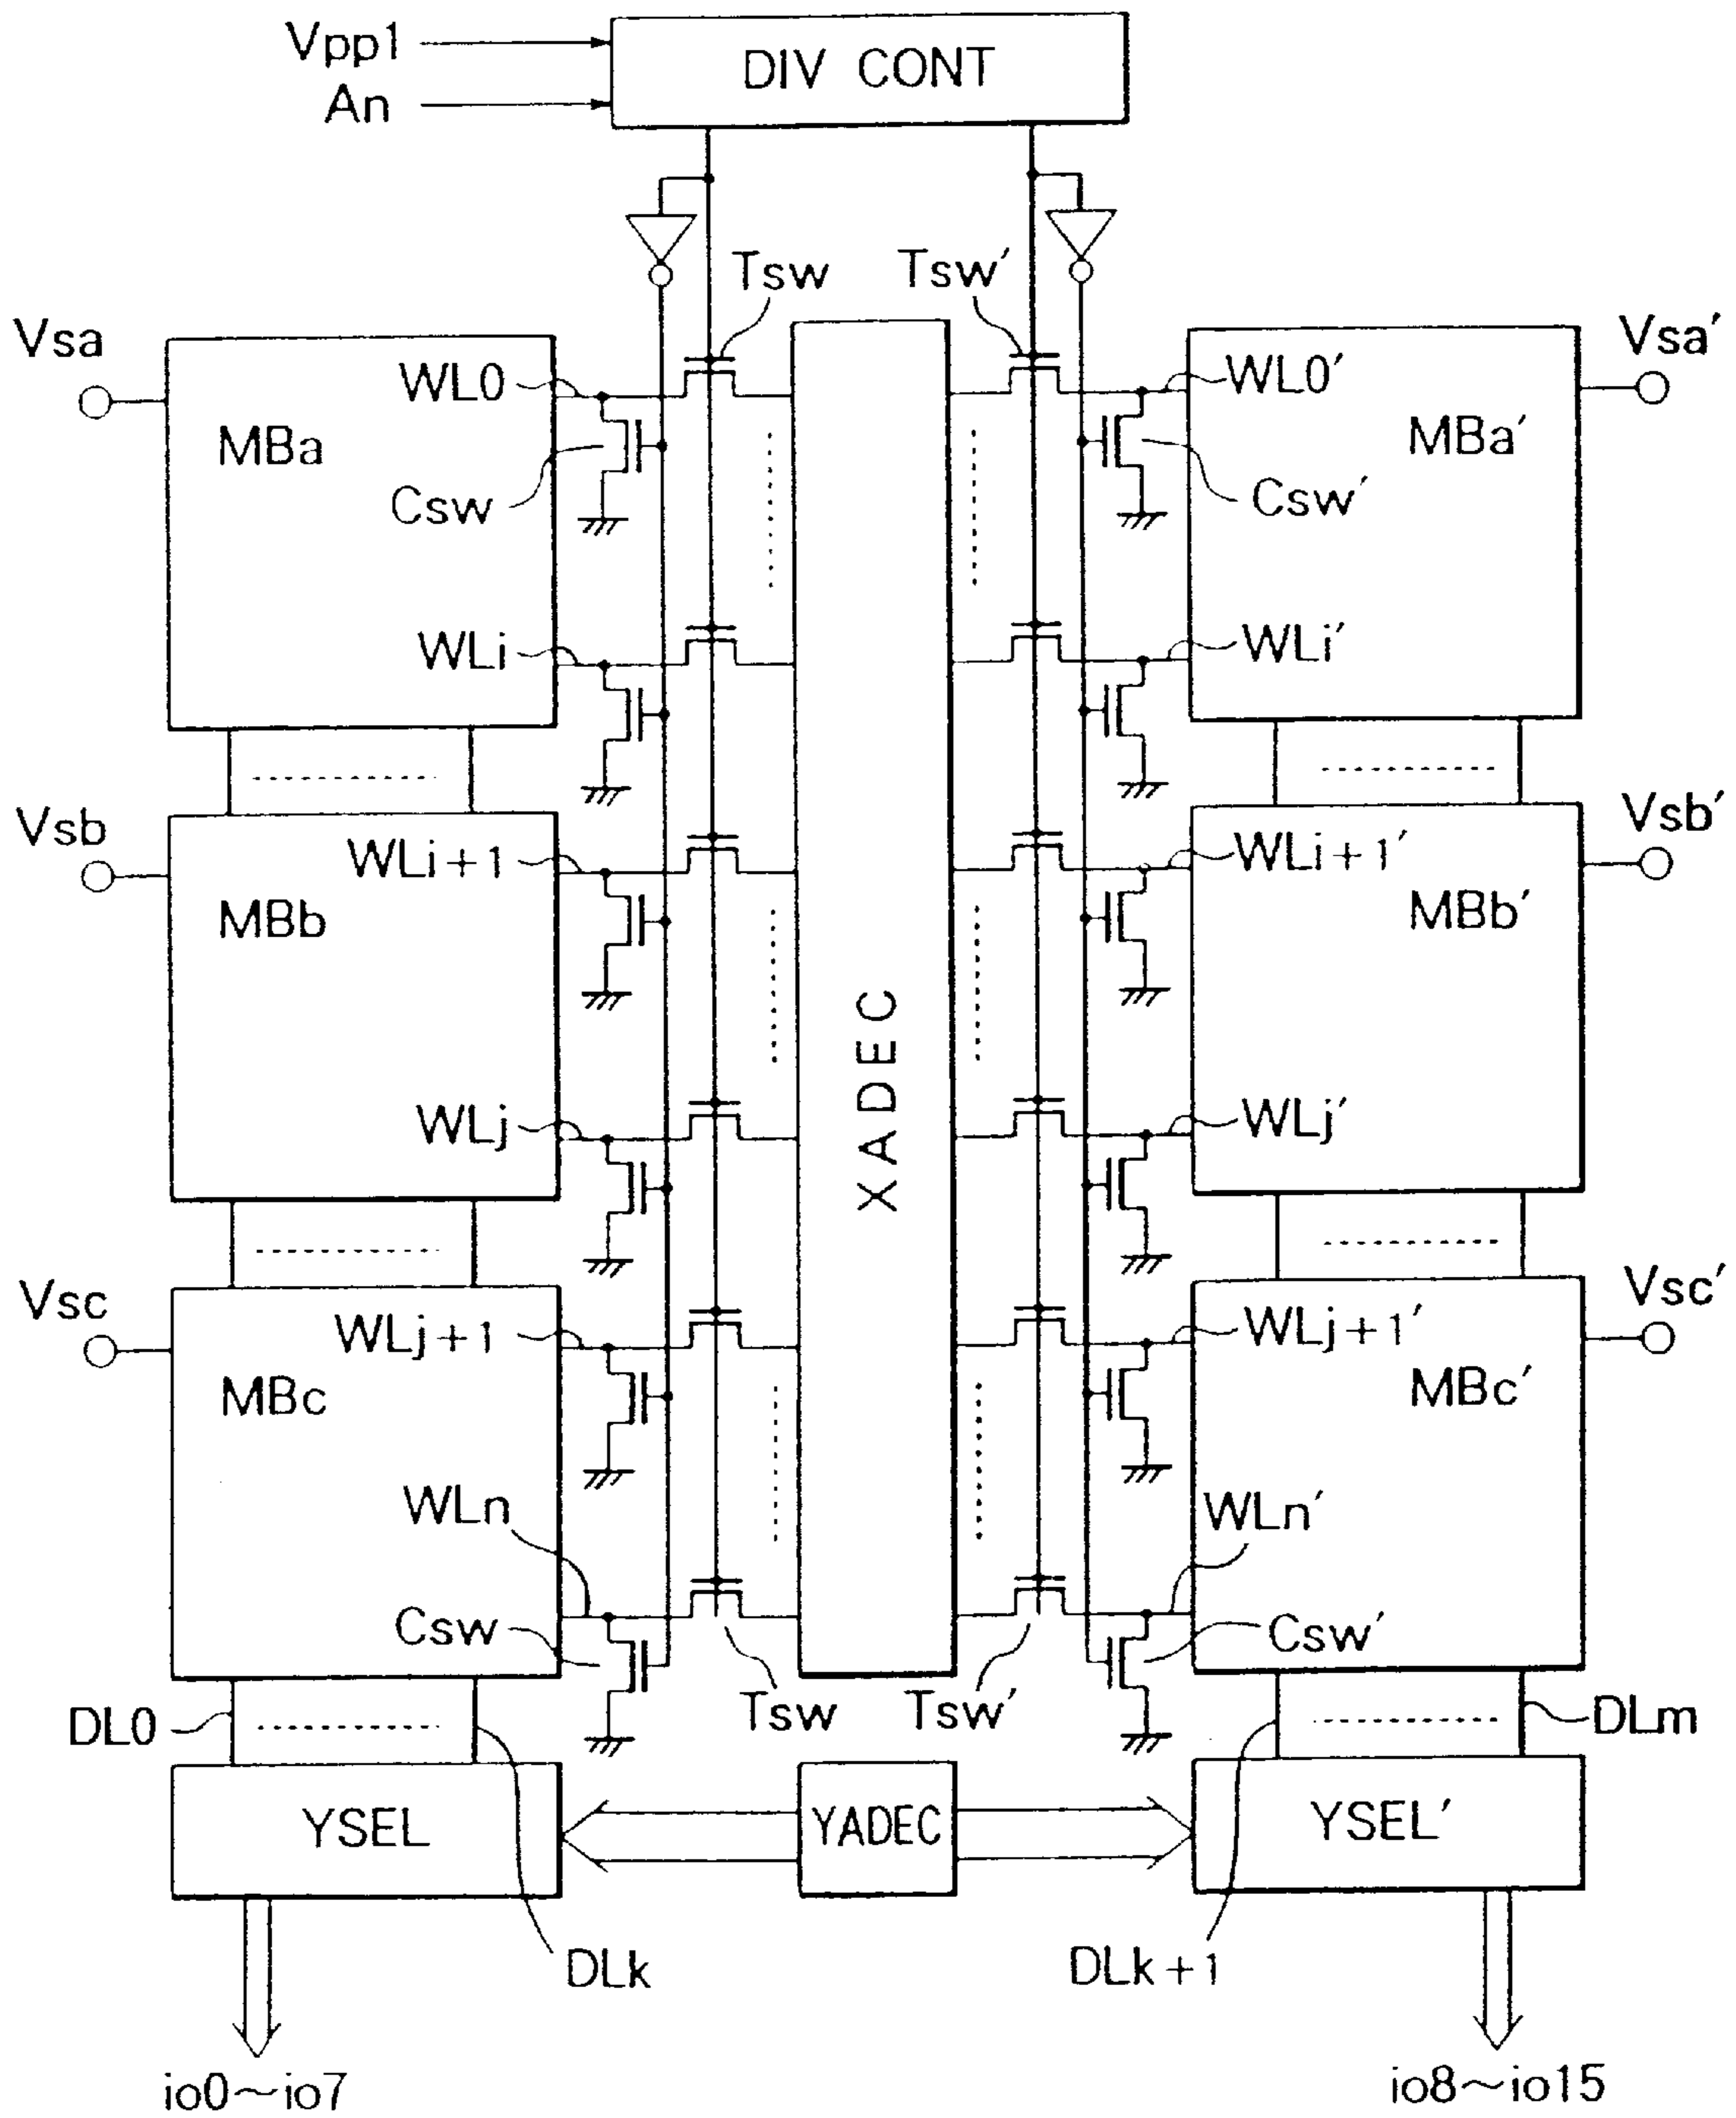 Vpp1
An
DIV CONT
Tsw
Tsw′
Vsa
Vsa′
WL0
WL0′
MBa
MBa′
Csw
Csw′
WLi
WLi′
Vsb
Vsb′
WLi+1
WLi+1′
MBb
MBb′
XADEC
WLj
WLj′
Vsc
Vsc′
WLj+1
WLj+1′
MBc
MBc′
WLn
WLn′
Csw
Csw′
Tsw
Tsw′
DL0
DLm
YSEL
YADEC
YSEL′
DLk
DLk+1
io0~io7
io8~io15